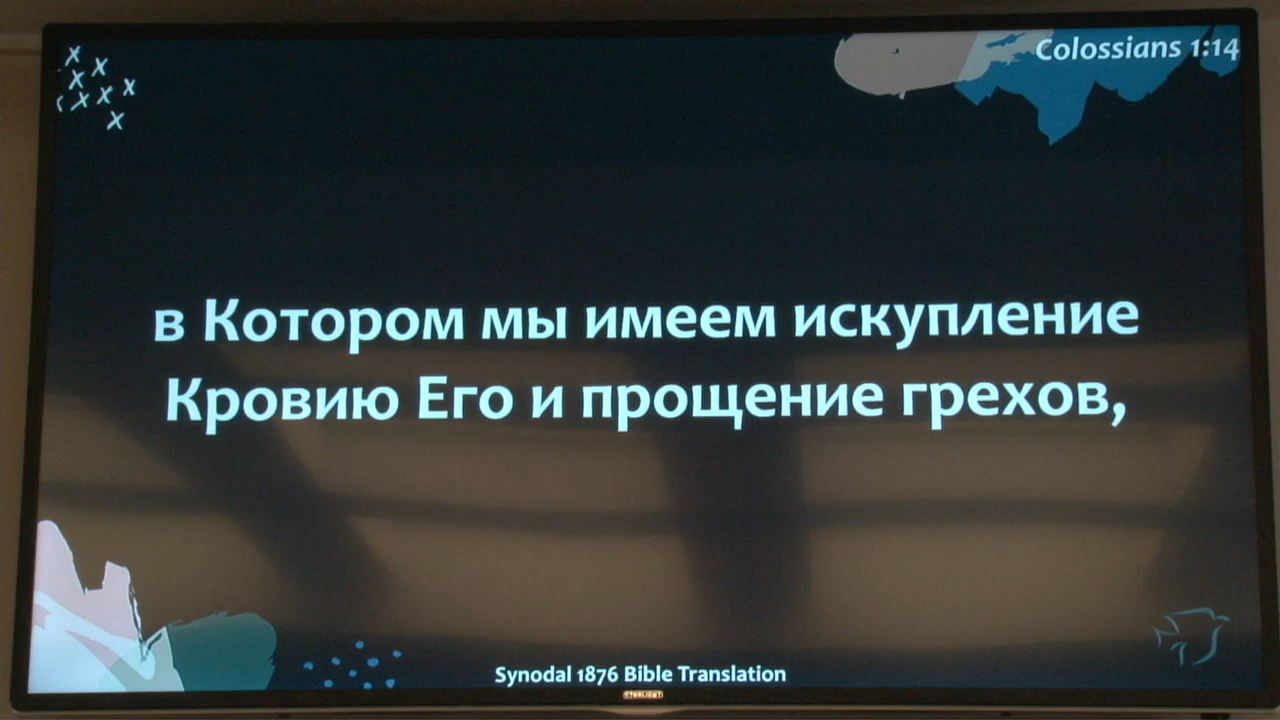 Colossians 1:14
в Котором мы имеем искупление
Кровию Его и прощение грехов,
Synodal 1876 Bible Translation